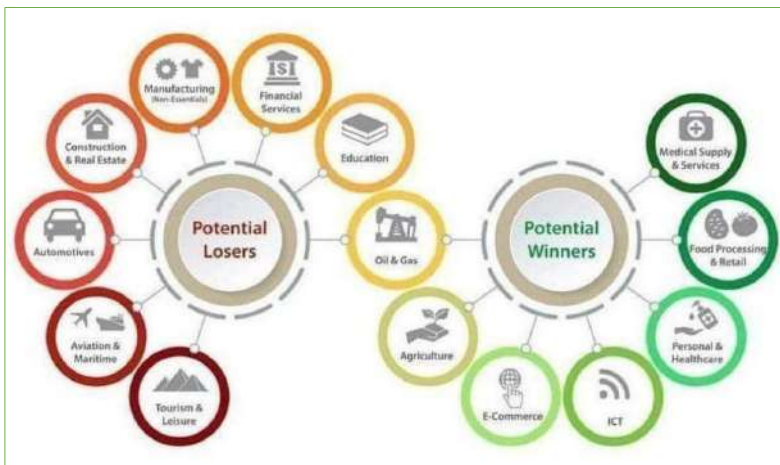 Manufacturing
(Non-Essentials)
Financial
Services
Construction
& Real Estate
Education
Medical Supply
& Services
Automotives
Potential
Losers
Oil & Gas
Potential
Winners
Food Processing
& Retail
Aviation &
Maritime
Agriculture
Personal &
Healthcare
Tourism &
Leisure
E-Commerce
ICT